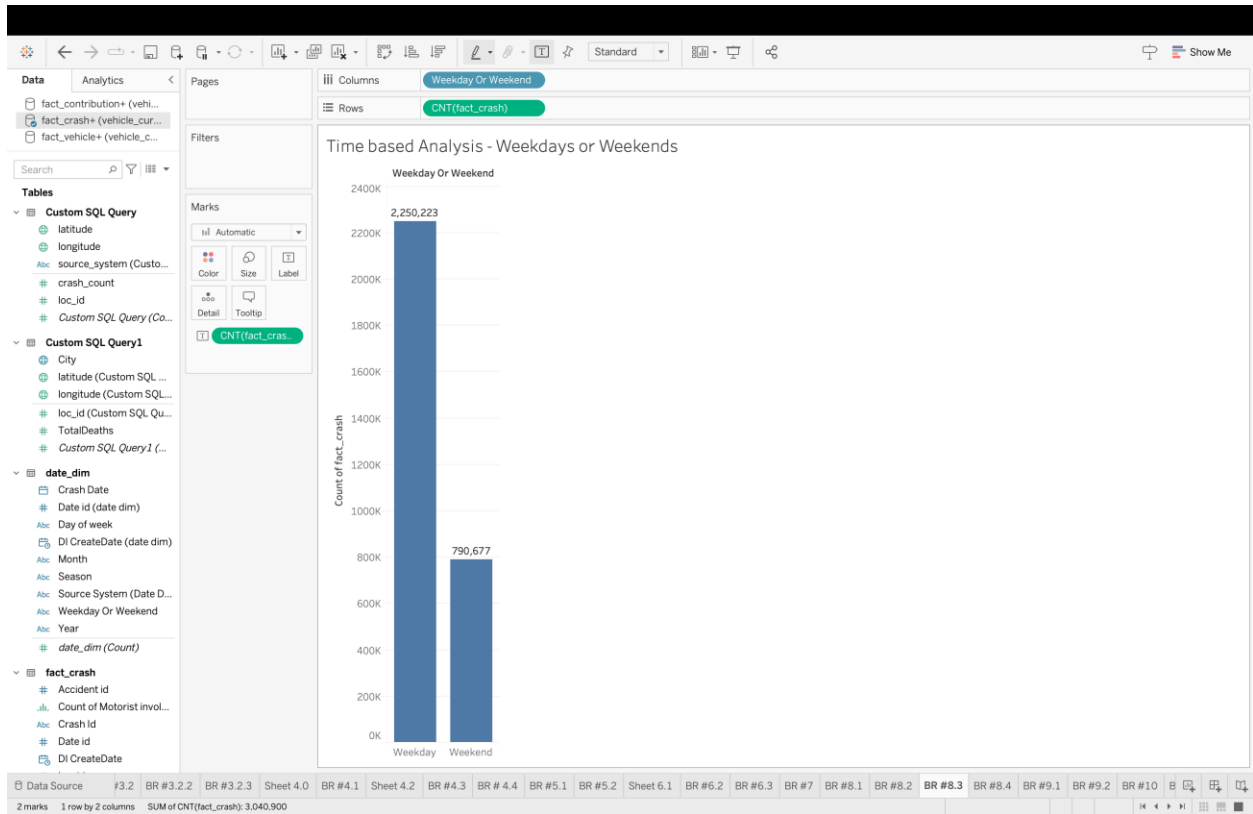 Standard
Show Me
Data
Analytics
Pages
Columns
Weekday Or Weekend
fact_contribution+ (vehi...
fact_crash+ (vehicle_cur...
fact_vehicle+ (vehicle_c...
Rows
CNT(fact_crash)
Filters
Search
Tables
Custom SQL Query
latitude
longitude
Abc source_system (Custo...
# crash_count
# loc_id
# Custom SQL Query (Co...
Custom SQL Query1
City
latitude (Custom SQL ...
longitude (Custom SQL...
# loc_id (Custom SQL Qu...
# TotalDeaths
# Custom SQL Query1 (...
date_dim
Crash Date
# Date id (date dim)
Abc Day of week
DI CreateDate (date dim)
Abc Month
Abc Season
Abc Source System (Date D...
Abc Weekday Or Weekend
Abc Year
# date_dim (Count)
fact_crash
# Accident id
Count of Motorist invol...
Abc Crash Id
# Date id
DI CreateDate
Marks
Automatic
Color
Size
T
Label
Detail
Tooltip
T CNT(fact_cras..
Time based Analysis - Weekdays or Weekends
Weekday Or Weekend
2400K
2200K
2000K
1800K
1600K
1400K
1200K
1000K
800K
600K
400K
200K
0K
Count of fact_crash
2,250,223
790,677
Weekday
Weekend
Data Source
#3.2
BR #3.2.2
BR #3.2.3
Sheet 4.0
BR #4.1
Sheet 4.2
BR #4.3
BR # 4.4
BR #5.1
BR #5.2
Sheet 6.1
BR #6.2
BR #6.3
BR #7
BR #8.1
BR #8.2
BR #8.3
BR #8.4
BR #9.1
BR #9.2
BR #10
B
2 marks
1 row by 2 columns
SUM of CNT(fact_crash): 3,040,900